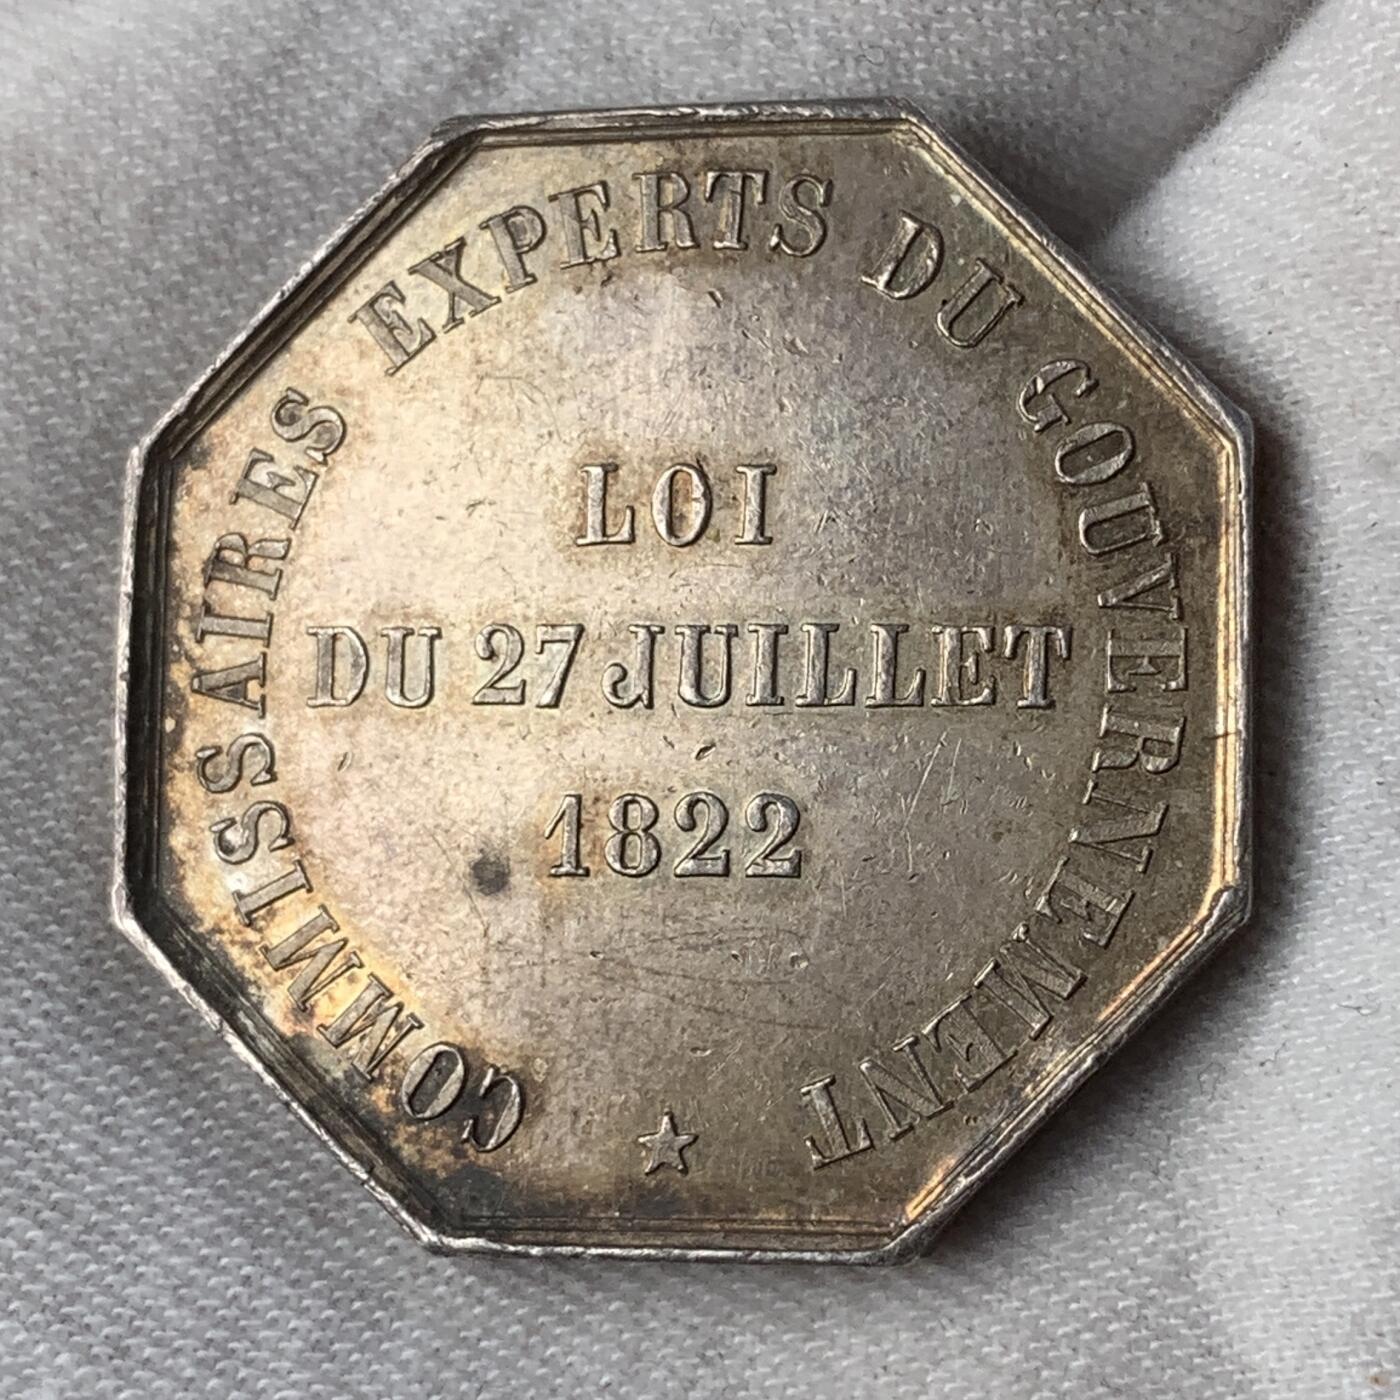 COMMISSAIRES EXPERTS DU GOUVERNEMENT
LOI
DU 27 JUILLET
1822